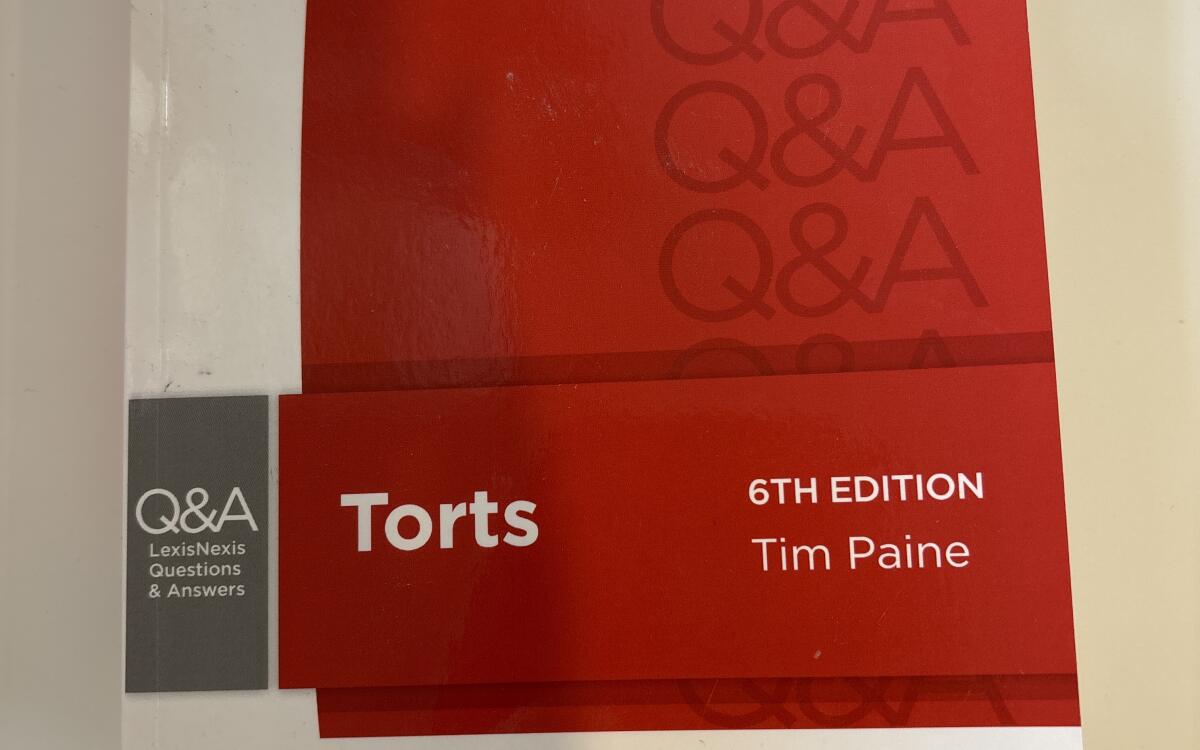 Q&A
Q&A
Q&A
Q&A
Q&A
LexisNexis
Questions
& Answers
Torts
6TH EDITION
Tim Paine
Q&A